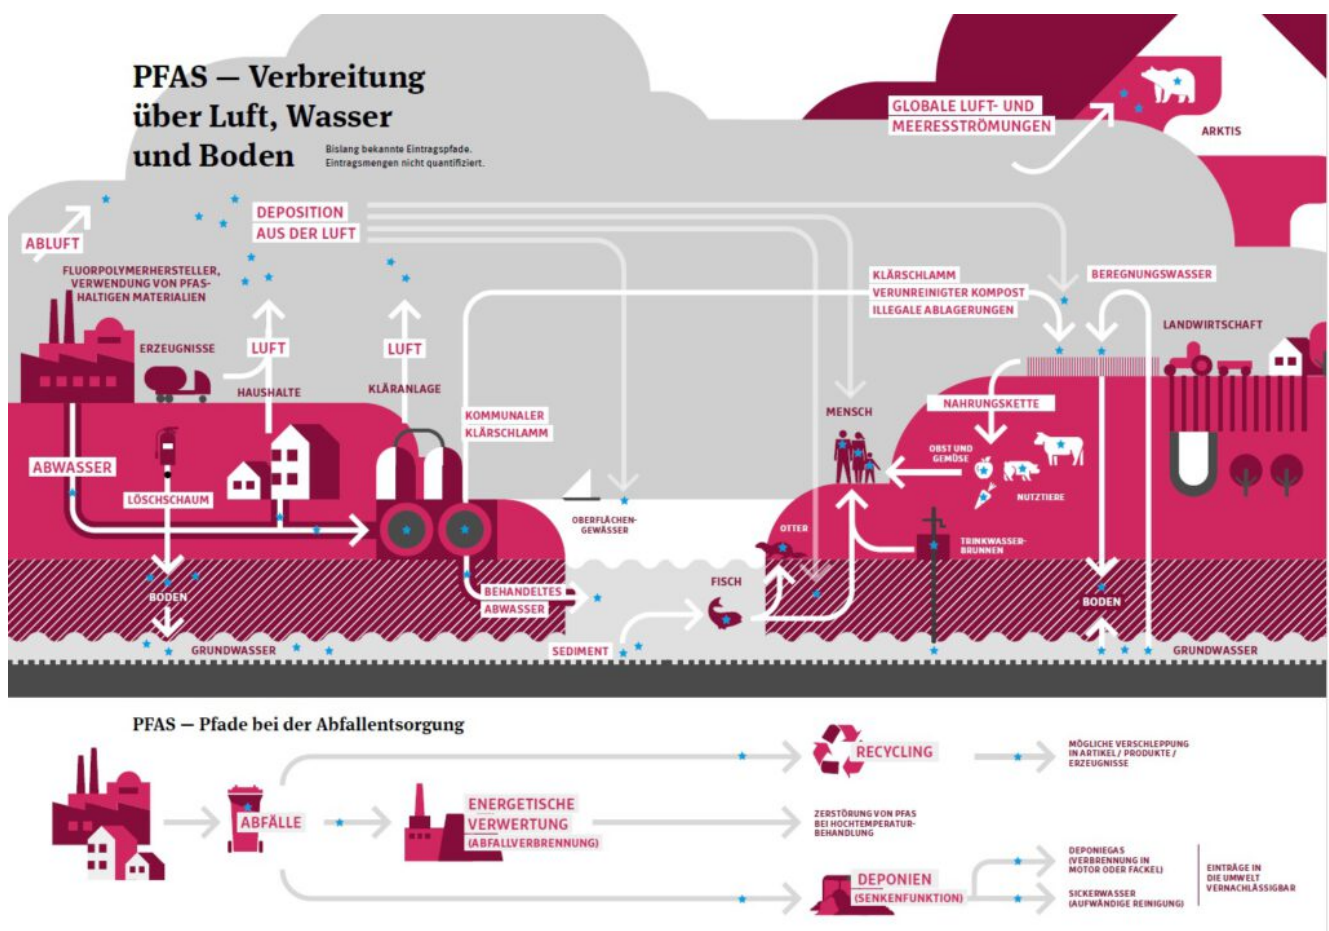 PFAS — Verbreitung
über Luft, Wasser
und Boden
Bislang bekannte Eintragspfade.
Eintragsmengen nicht quantifiziert.
GLOBALE LUFT- UND
MEERESSTRÖMUNGEN
ARKTIS
DEPOSITION
AUS DER LUFT
ABLUFT
FLUORPOLYMERHERSTELLER,
VERWENDUNG VON PFAS-
HALTIGEN MATERIALIEN
KLÄRSCHLAMM
VERUNREINIGTER KOMPOST
ILLEGALE ABLAGERUNGEN
BEREGNUNGSWASSER
LANDWIRTSCHAFT
ERZEUGNISSE
LUFT
LUFT
HAUSHALTE
KLÄRANLAGE
KOMMUNALER
KLÄRSCHLAMM
MENSCH
NAHRUNGSKETTE
OBST UND
GEMÜSE
NUTZTIERE
ABWASSER
LÖSCHSCHAUM
OBERFLÄCHEN-
GEWÄSSER
OTTER
TRINKWASSER-
BRUNNEN
FISCH
BEHANDELTES
ABWASSER
BODEN
BODEN
GRUNDWASSER
SEDIMENT
GRUNDWASSER
PFAS — Pfade bei der Abfallentsorgung
RECYCLING
MÖGLICHE VERSCHLEPPUNG
IN ARTIKEL / PRODUKTE /
ERZEUGNISSE
ABFÄLLE
ENERGETISCHE
VERWERTUNG
(ABFALLVERBRENNUNG)
ZERSTÖRUNG VON PFAS
BEI HOCHTEMPERATUR-
BEHANDLUNG
DEPONIEN
(SENKENFUNKTION)
DEPONIEGAS
(VERBRENNUNG IN
MOTOR ODER FACKEL)
SICKERWASSER
(AUFWÄNDIGE REINIGUNG)
EINTRÄGE IN
DIE UMWELT
VERNACHLÄSSIGBAR